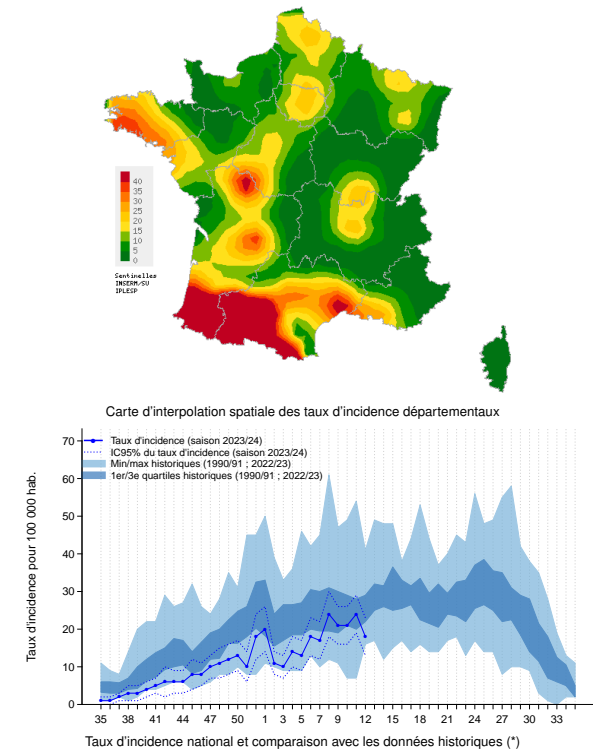 40
35
30
25
20
15
10
5
0
Sentinelles
INSERM/SU
IPLESP
Carte d'interpolation spatiale des taux d'incidence départementaux
Taux d'incidence pour 100 000 hab.
70
60
50
40
30
20
10
0
Taux d'incidence (saison 2023/24)
IC95% du taux d'incidence (saison 2023/24)
Min/max historiques (1990/91 ; 2022/23)
1er/3e quartiles historiques (1990/91 ; 2022/23)
35 38 41 44 47 50 1 3 5 7 9 12 15 18 21 24 27 30 33
Taux d'incidence national et comparaison avec les données historiques (*)